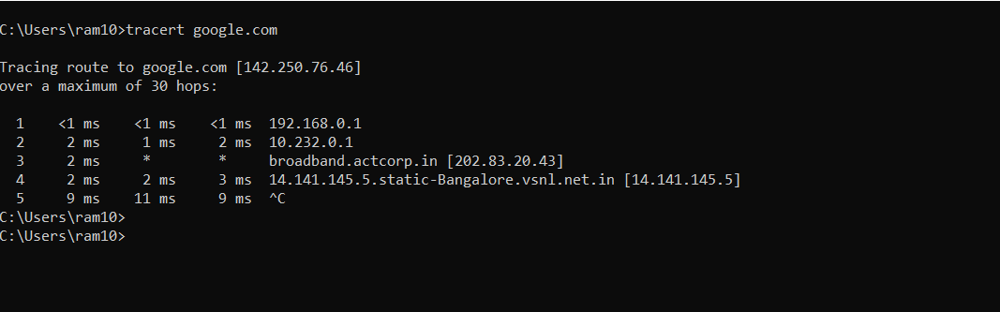 C:\Users\ram10>tracert google.com
Tracing route to google.com [142.250.76.46]
over a maximum of 30 hops:
1 <1 ms <1 ms <1 ms 192.168.0.1
2 2 ms 1 ms 2 ms 10.232.0.1
3 2 ms * * broadband.actcorp.in [202.83.20.43]
4 2 ms 2 ms 3 ms 14.141.145.5.static-Bangalore.vsnl.net.in [14.141.145.5]
5 9 ms 11 ms 9 ms ^C
C:\Users\ram10>
C:\Users\ram10>